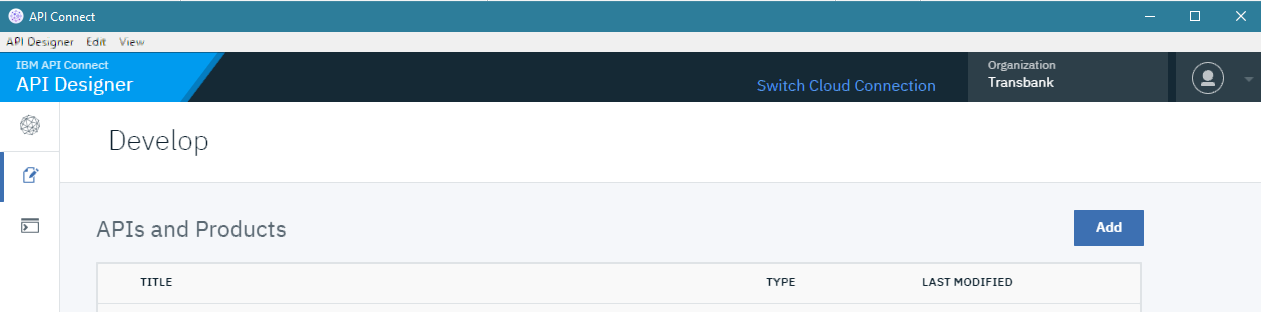 API Connect
API Designer Edit View
IBM API Connect
API Designer
Switch Cloud Connection
Organization
Transbank
Develop
APIs and Products
Add
TITLE TYPE LAST MODIFIED